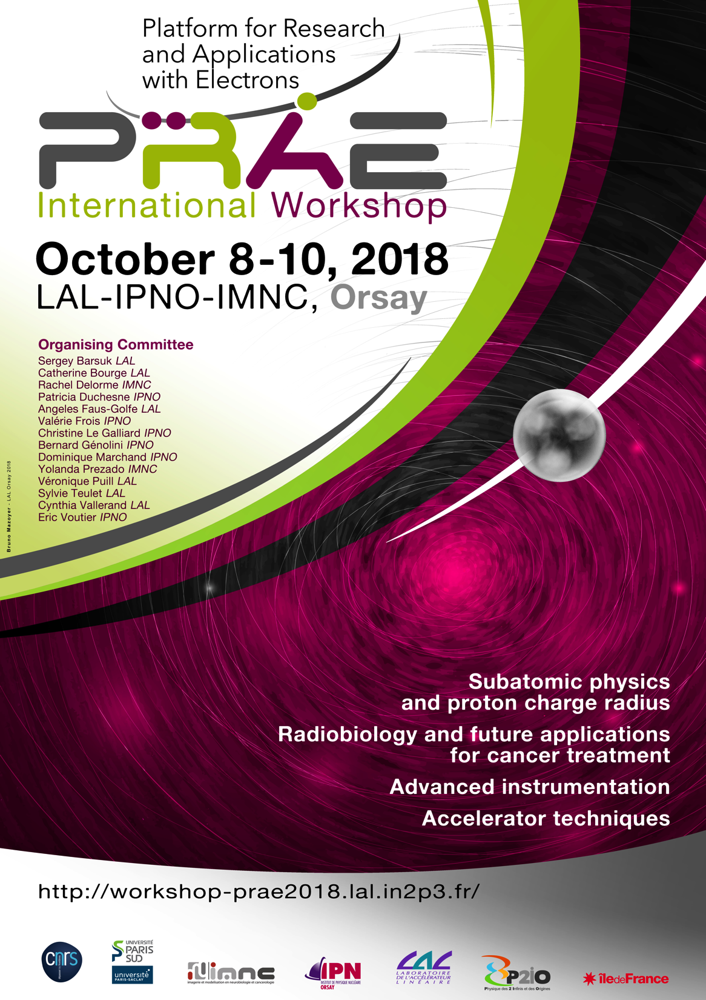 Platform for Research
and Applications
with Electrons
PRAE
International Workshop
October 8-10, 2018
LAL-IPNO-IMNC, Orsay
Organising Committee
Sergey Barsuk LAL
Catherine Bourge LAL
Rachel Delorme IMNC
Patricia Duchesne IPNO
Angeles Faus-Golfe LAL
Valérie Frois IPNO
Christine Le Galliard IPNO
Bernard Génolini IPNO
Dominique Marchand IPNO
Yolanda Prezado IMNC
Véronique Puill LAL
Sylvie Teulet LAL
Cynthia Vallerand LAL
Eric Voutier IPNO
Bruno Mazoyer - LAL Orsay 2018
Subatomic physics
and proton charge radius
Radiobiology and future applications
for cancer treatment
Advanced instrumentation
Accelerator techniques
http://workshop-prae2018.lal.in2p3.fr/
cnrs
UNIVERSITÉ
PARIS
SUD
université
PARIS-SACLAY
imnc
imagerie et modélisation en neurobiologie et cancerologie
IPN
INSTITUT DE PHYSIQUE NUCLÉAIRE
ORSAY
LAL
LABORATOIRE
DE L'ACCÉLÉRATEUR
LINÉAIRE
P2IO
Physique des 2 Infinis et des Origines
îledeFrance